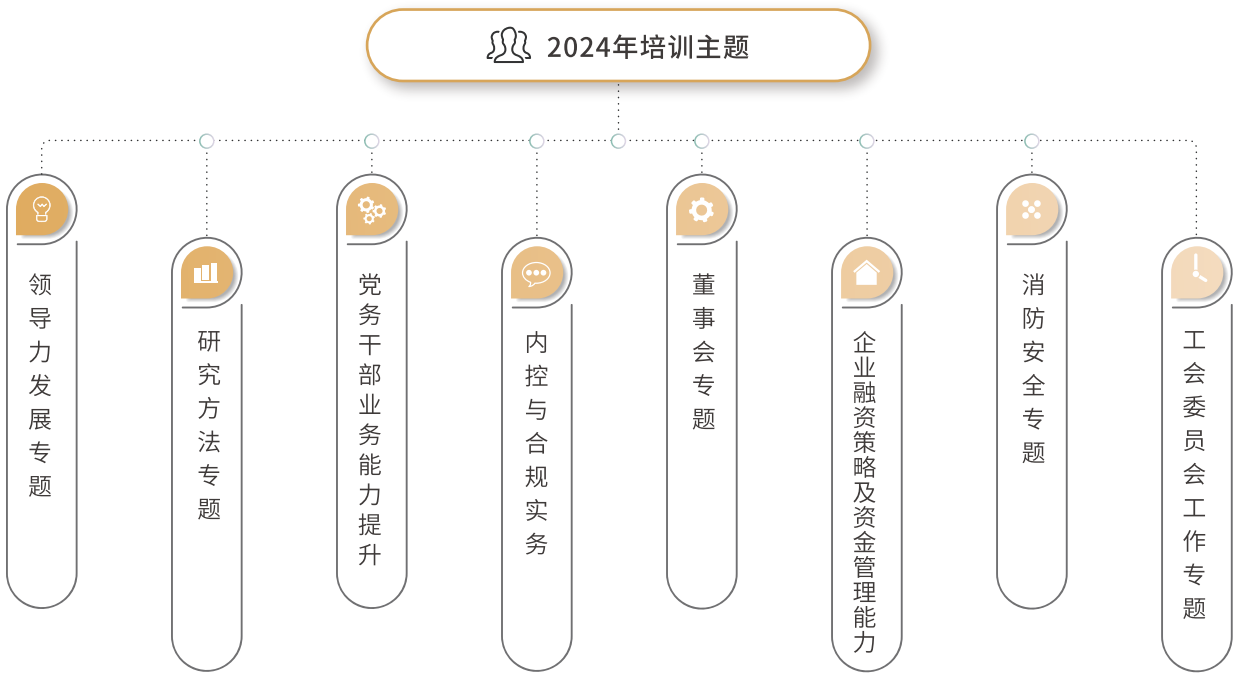 2024年培训主题
领导力发展专题
研究方法专题
党务干部业务能力提升
内控与合规实务
董事会专题
企业融资策略及资金管理能力
消防安全专题
工会委员会工作专题